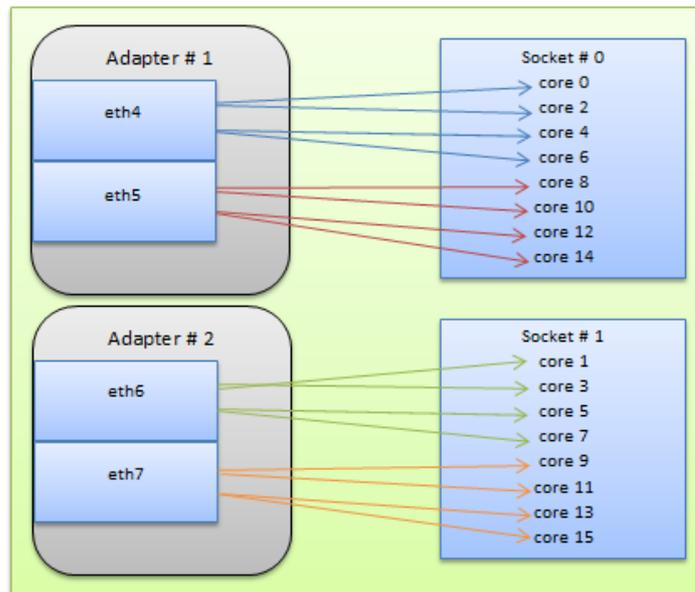 Adapter # 1
eth4
eth5
Socket # 0
core 0
core 2
core 4
core 6
core 8
core 10
core 12
core 14
Adapter # 2
eth6
eth7
Socket # 1
core 1
core 3
core 5
core 7
core 9
core 11
core 13
core 15